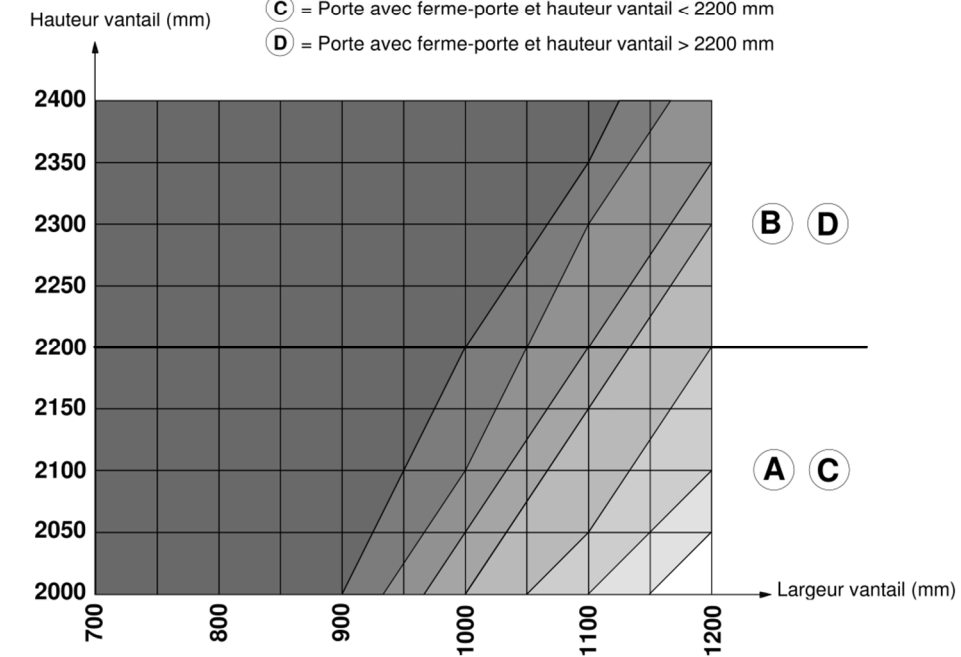 Hauteur vantail (mm)
C = Porte avec ferme-porte et hauteur vantail < 2200 mm
D = Porte avec ferme-porte et hauteur vantail > 2200 mm
2400
2350
2300
B D
2250
2200
2150
2100
A C
2050
2000
Largeur vantail (mm)
700
800
900
1000
1100
1200